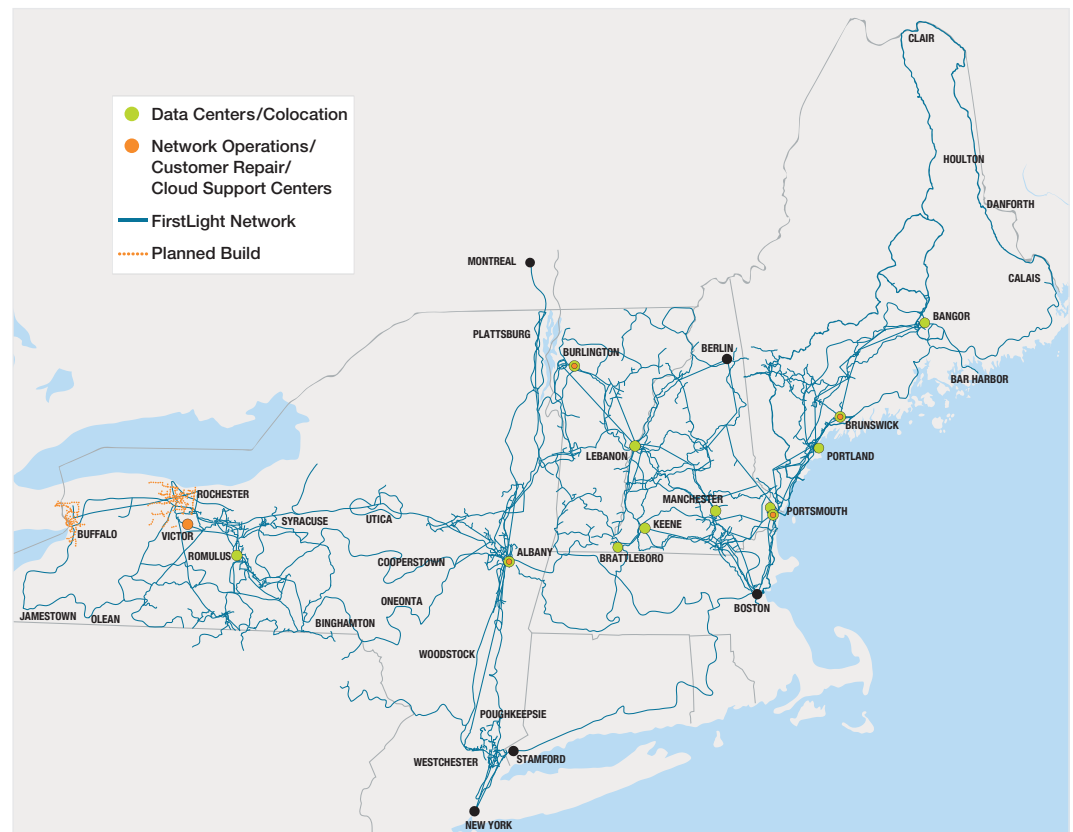 CLAIR
Data Centers/Colocation
Network Operations/
Customer Repair/
Cloud Support Centers
FirstLight Network
Planned Build
HOULTON
DANFORTH
MONTREAL
CALAIS
BANGOR
PLATTSBURG
BURLINGTON
BERLIN
BAR HARBOR
BRUNSWICK
LEBANON
PORTLAND
ROCHESTER
MANCHESTER
PORTSMOUTH
SYRACUSE
UTICA
KEENE
BUFFALO
VICTOR
ROMULUS
ALBANY
BRATTLEBORO
COOPERSTOWN
ONEONTA
BOSTON
JAMESTOWN
OLEAN
BINGHAMTON
WOODSTOCK
POUGHKEEPSIE
WESTCHESTER
STAMFORD
NEW YORK